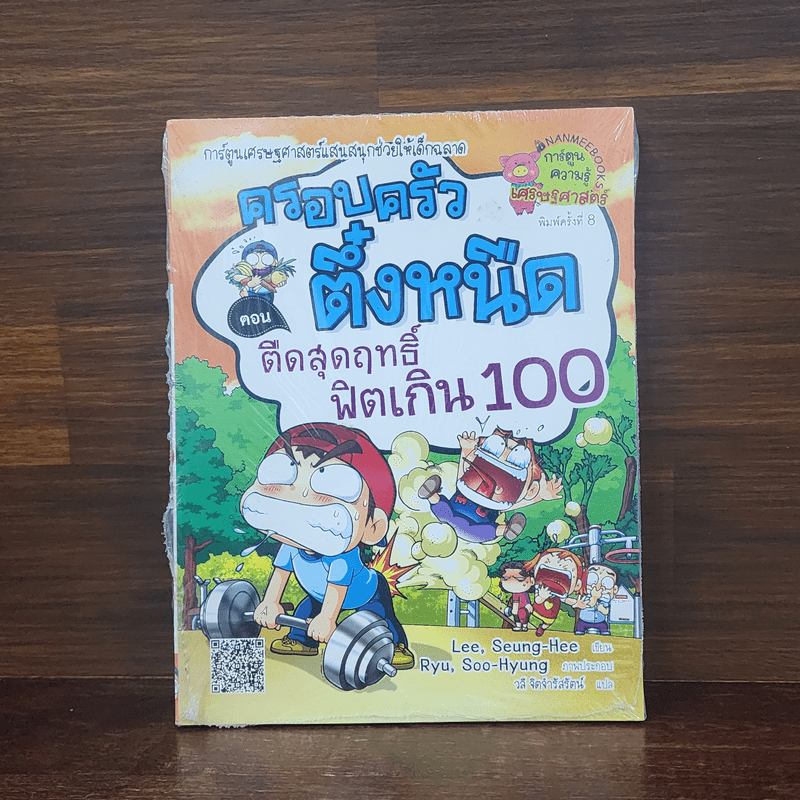 การ์ตูนเศรษฐศาสตร์แสนสนุกช่วยให้เด็กฉลาด
NANMEEBOOKS
การ์ตูน
ความรู้
เศรษฐศาสตร์
พิมพ์ครั้งที่ 8
ครอบครัว
ตึ๋งหนืด
ตอน
ตืดสุดฤทธิ์
ฟิตเกิน 100
Lee, Seung-Hee เขียน
Ryu, Soo-Hyung ภาพประกอบ
วลี จิตจำรัสรัตน์ แปล